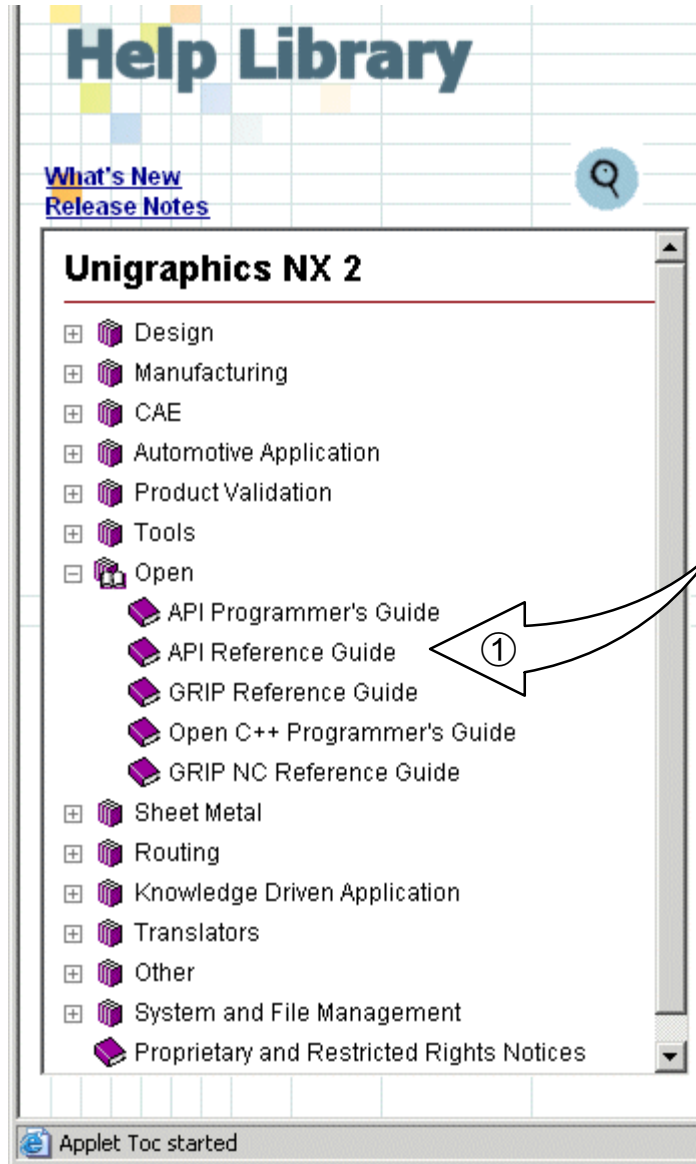 Help Library
What's New
Release Notes
Unigraphics NX 2
Design
Manufacturing
CAE
Automotive Application
Product Validation
Tools
Open
API Programmer's Guide
API Reference Guide
①
GRIP Reference Guide
Open C++ Programmer's Guide
GRIP NC Reference Guide
Sheet Metal
Routing
Knowledge Driven Application
Translators
Other
System and File Management
Proprietary and Restricted Rights Notices
Applet Toc started